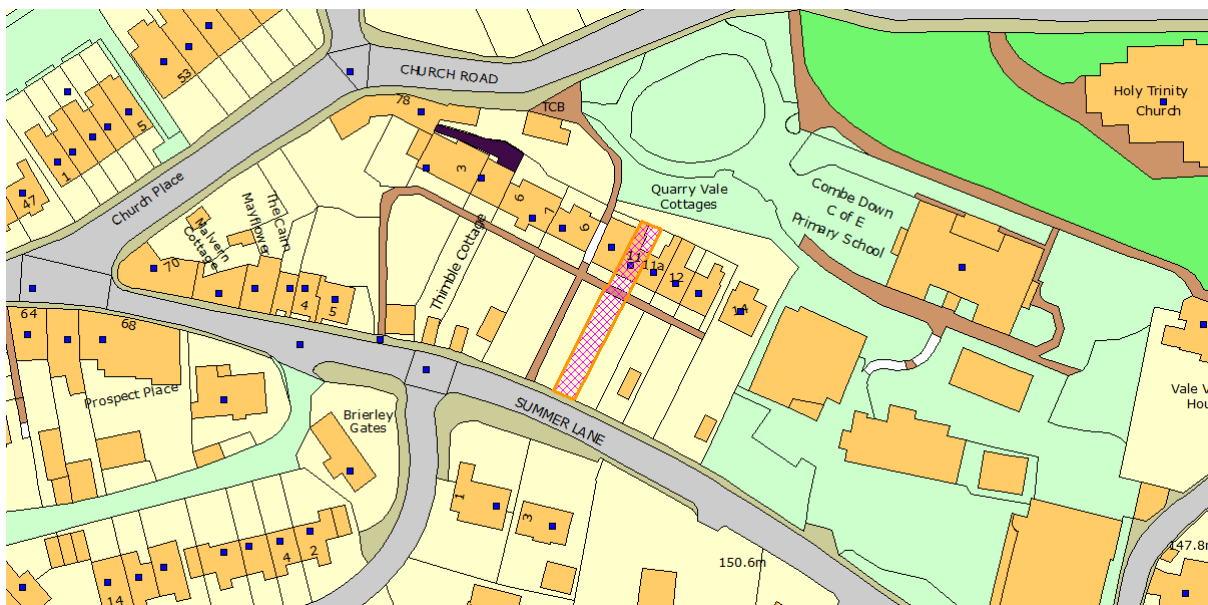 53
CHURCH ROAD
78
TCB
Holy Trinity
Church
5
1
3
47
Church Place
Quarry Vale
Cottages
Combe Down
C of E
Primary School
The Cairn
Mayflower
Malvern
Cottage
6
7
9
Thimble Cottage
70
4
5
11
11a
12
14
64
68
Prospect Place
Brierley
Gates
SUMMER LANE
Vale V
Hou
1
3
2
4
14
150.6m
147.8m